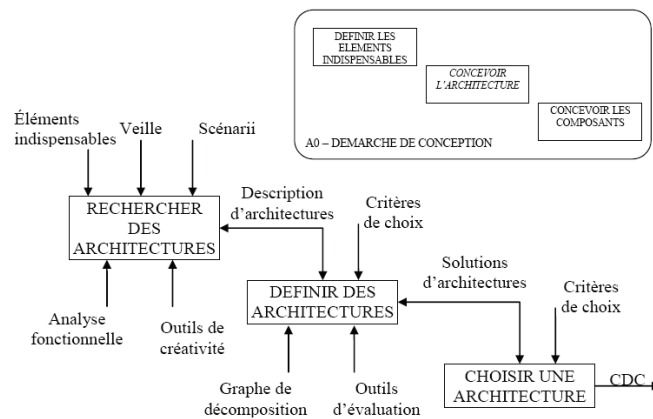 DEFINIR LES
ELEMENTS
INDISPENSABLES
CONCEVOIR
L'ARCHITECTURE
CONCEVOIR LES
COMPOSANTS
A0 – DEMARCHE DE CONCEPTION
Éléments
indispensables
Veille
Scénarii
RECHERCHER
DES
ARCHITECTURES
Description
d'architectures
Critères
de choix
Analyse
fonctionnelle
Outils de
créativité
DEFINIR DES
ARCHITECTURES
Solutions
d'architectures
Critères
de choix
Graphe de
décomposition
Outils
d'évaluation
CHOISIR UNE
ARCHITECTURE
CDC